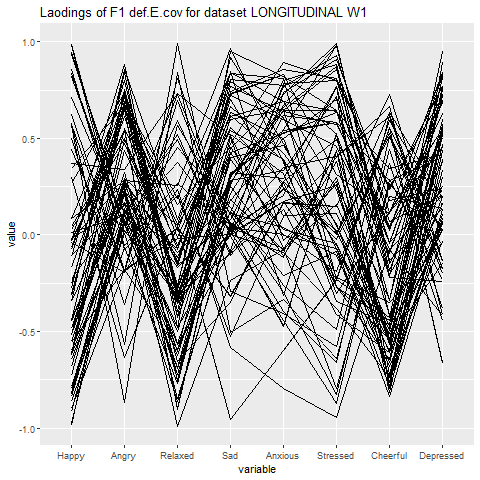 Laodings of F1 def.E.cov for dataset LONGITUDINAL W1
1.0
0.5
0.0
-0.5
-1.0
value
Happy Angry Relaxed Sad Anxious Stressed Cheerful Depressed
variable